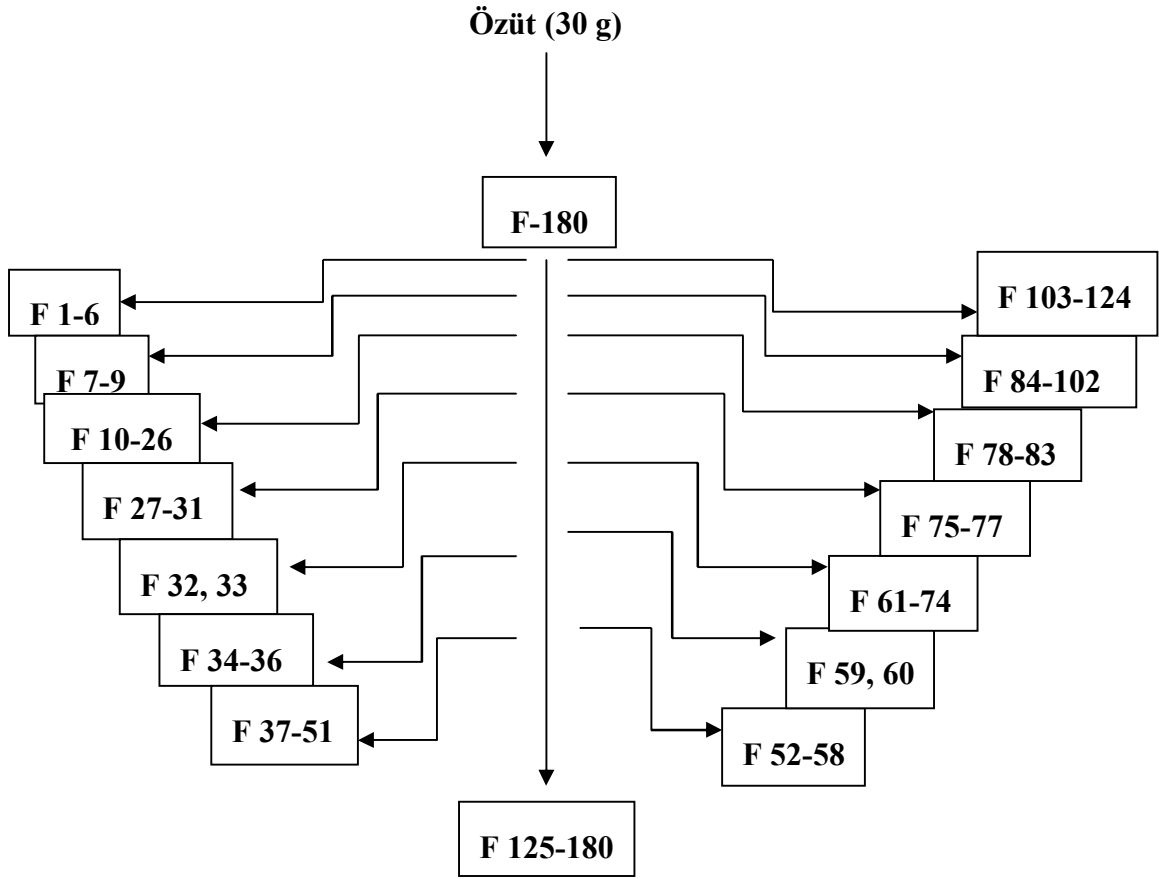 Özüt (30 g)
F-180
F 1-6
F 7-9
F 10-26
F 27-31
F 32, 33
F 34-36
F 37-51
F 103-124
F 84-102
F 78-83
F 75-77
F 61-74
F 59, 60
F 52-58
F 125-180